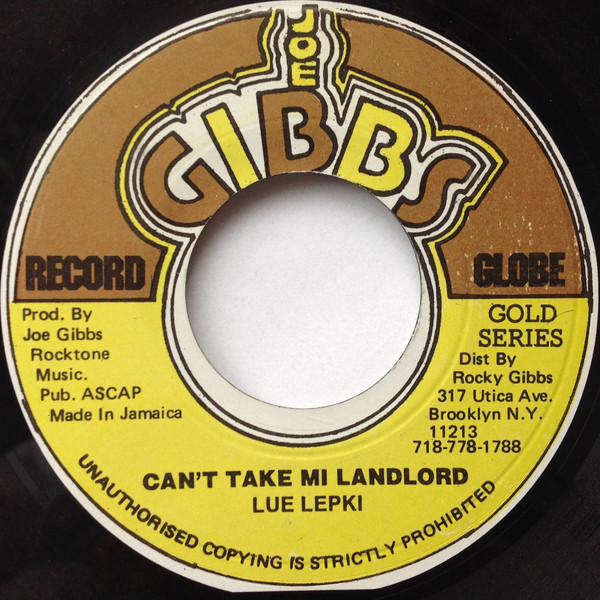 JOE
GIBBS
RECORD GLOBE
Prod. By
Joe Gibbs
Rocktone
Music.
Pub. ASCAP
Made In Jamaica
GOLD
SERIES
Dist By
Rocky Gibbs
317 Utica Ave.
Brooklyn N.Y.
11213
718-778-1788
CAN'T TAKE MI LANDLORD
LUE LEPKI
UNAUTHORISED COPYING IS STRICTLY PROHIBITED